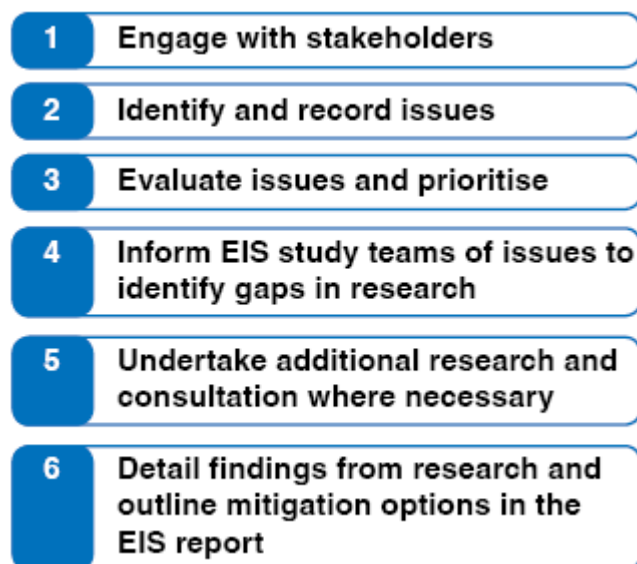 1 Engage with stakeholders
2 Identify and record issues
3 Evaluate issues and prioritise
4 Inform EIS study teams of issues to
identify gaps in research
5 Undertake additional research and
consultation where necessary
6 Detail findings from research and
outline mitigation options in the
EIS report